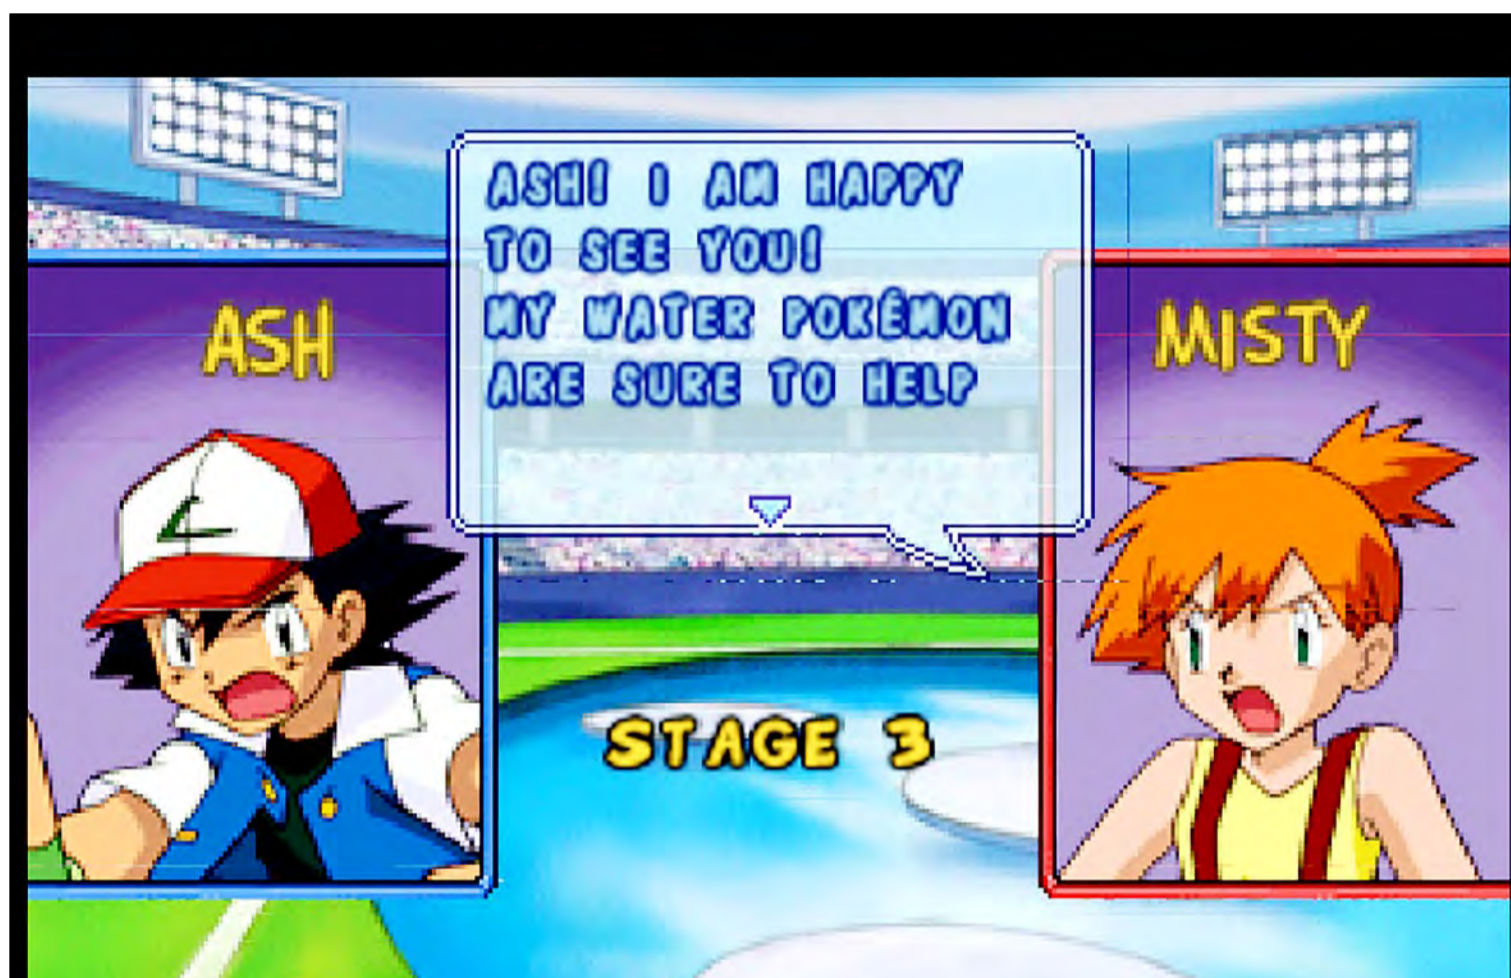 ASH! I AM HAPPY
TO SEE YOU!
MY WATER POKÉMON
ARE SURE TO HELP
ASH
MISTY
STAGE 3